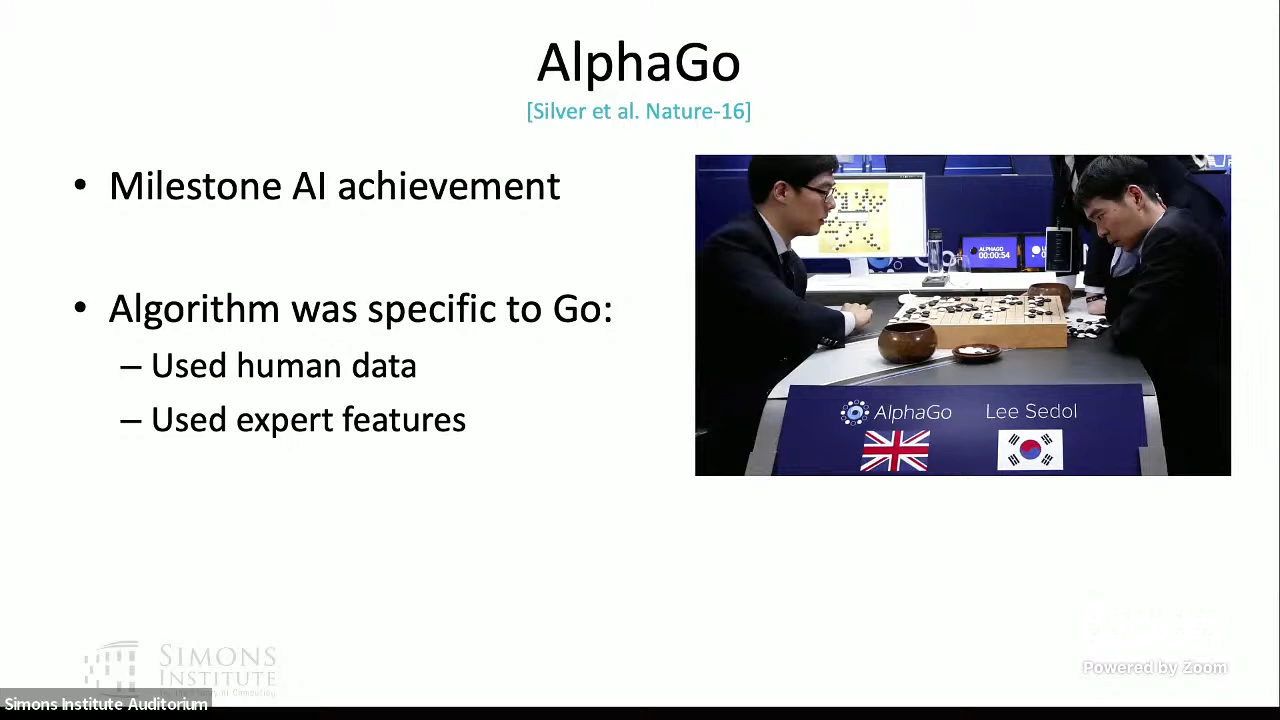 AlphaGo
[Silver et al. Nature-16]
• Milestone AI achievement
• Algorithm was specific to Go:
– Used human data
– Used expert features
ALPHAGO
00:00:54
AlphaGo
Lee Sedol
SIMONS
INSTITUTE
Powered by Zoom
Simons Institute Auditorium